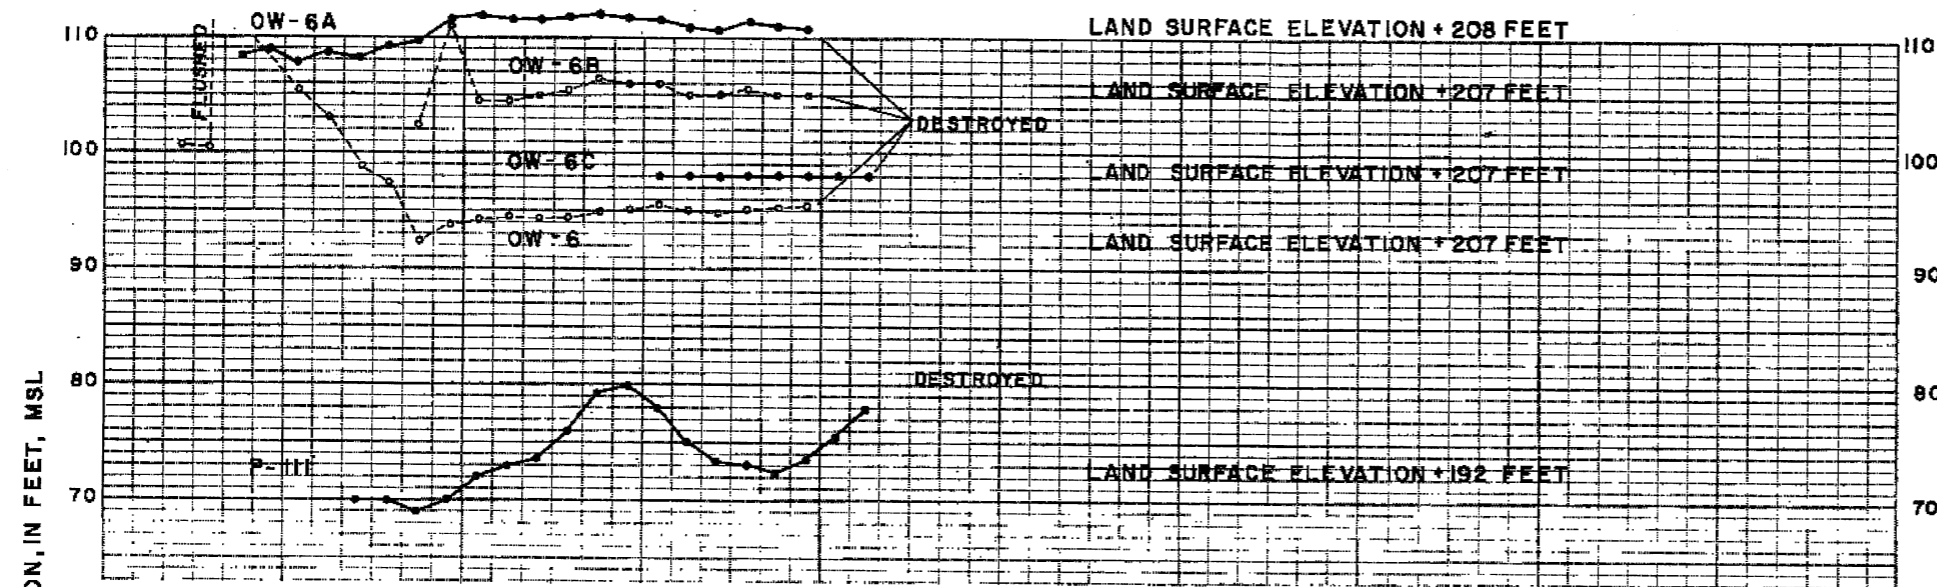 OW-6A
LAND SURFACE ELEVATION + 208 FEET
110
110
FLUSHED
OW-6B
LAND SURFACE ELEVATION + 207 FEET
DESTROYED
100
100
OW-6C
LAND SURFACE ELEVATION + 207 FEET
OW-6
LAND SURFACE ELEVATION + 207 FEET
90
90
80
80
DESTROYED
ON, IN FEET, MSL
P-111
LAND SURFACE ELEVATION +192 FEET
70
70